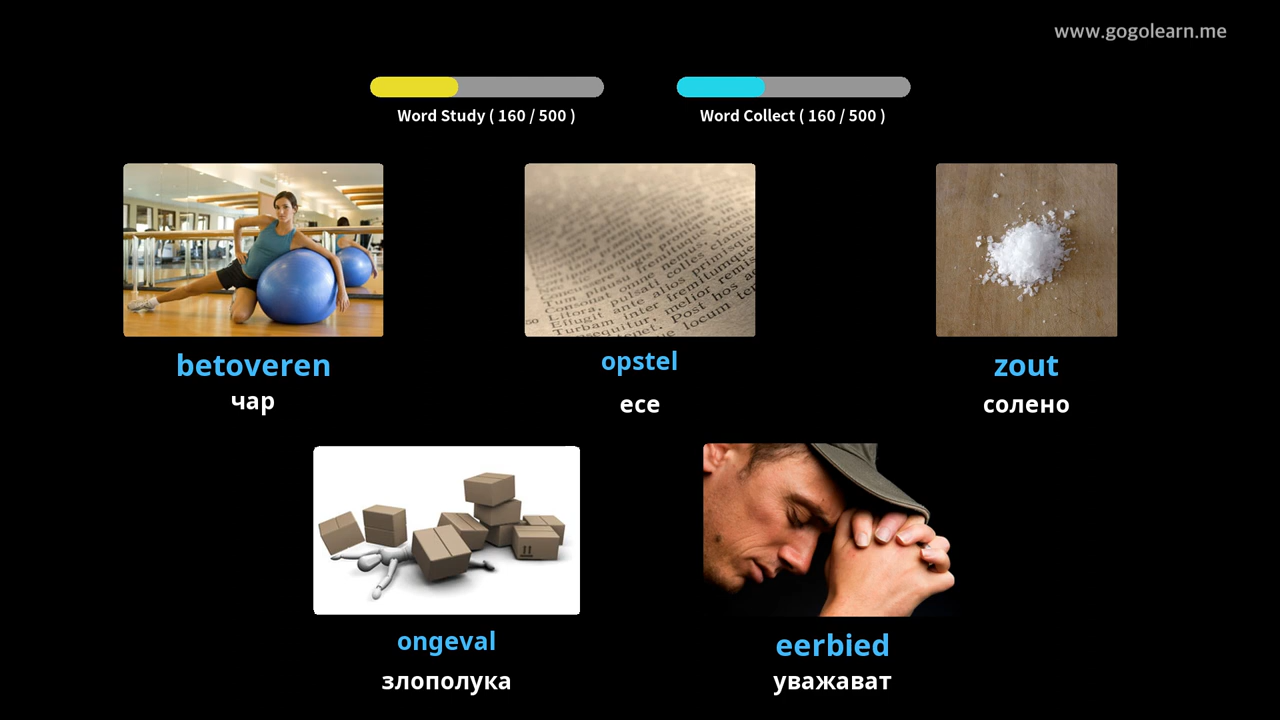 www.gogolearn.me
Word Study ( 160 / 500 )
Word Collect ( 160 / 500 )
betoveren
чар
opstel
есе
zout
солено
ongeval
злополука
eerbied
уважават